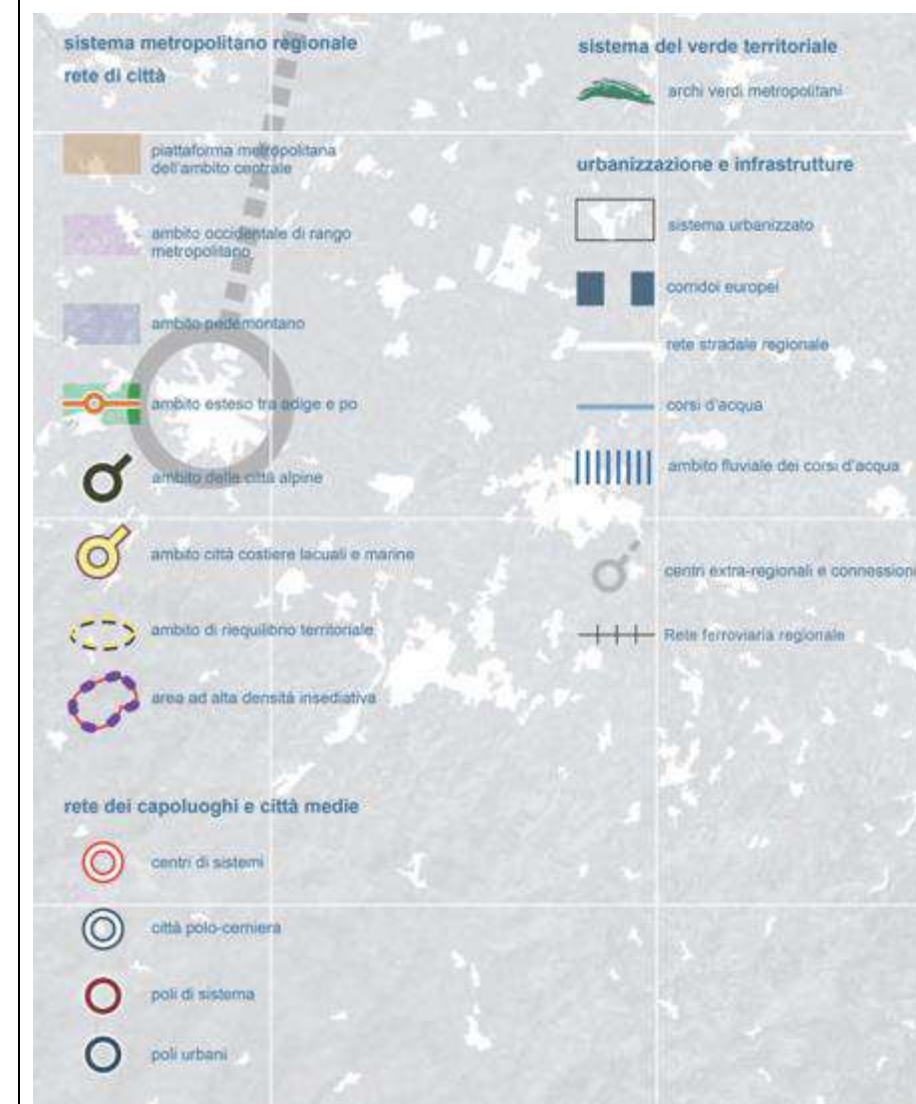 sistema metropolitano regionale
rete di città
piattaforma metropolitana
dell'ambito centrale
ambito occidentale di rango
metropolitano
ambito pedemontano
ambito esteso tra adige e po
ambito delle città alpine
ambito città costiere lacuali e marine
ambito di riequilibrio territoriale
area ad alta densità insediativa
rete dei capoluoghi e città medie
centri di sistemi
città polo-cerniera
poli di sistema
poli urbani
sistema del verde territoriale
archi verdi metropolitani
urbanizzazione e infrastrutture
sistema urbanizzato
corridoi europei
rete stradale regionale
corsi d'acqua
ambito fluviale dei corsi d'acqua
centri extra-regionali e connessioni
Rete ferroviaria regionale